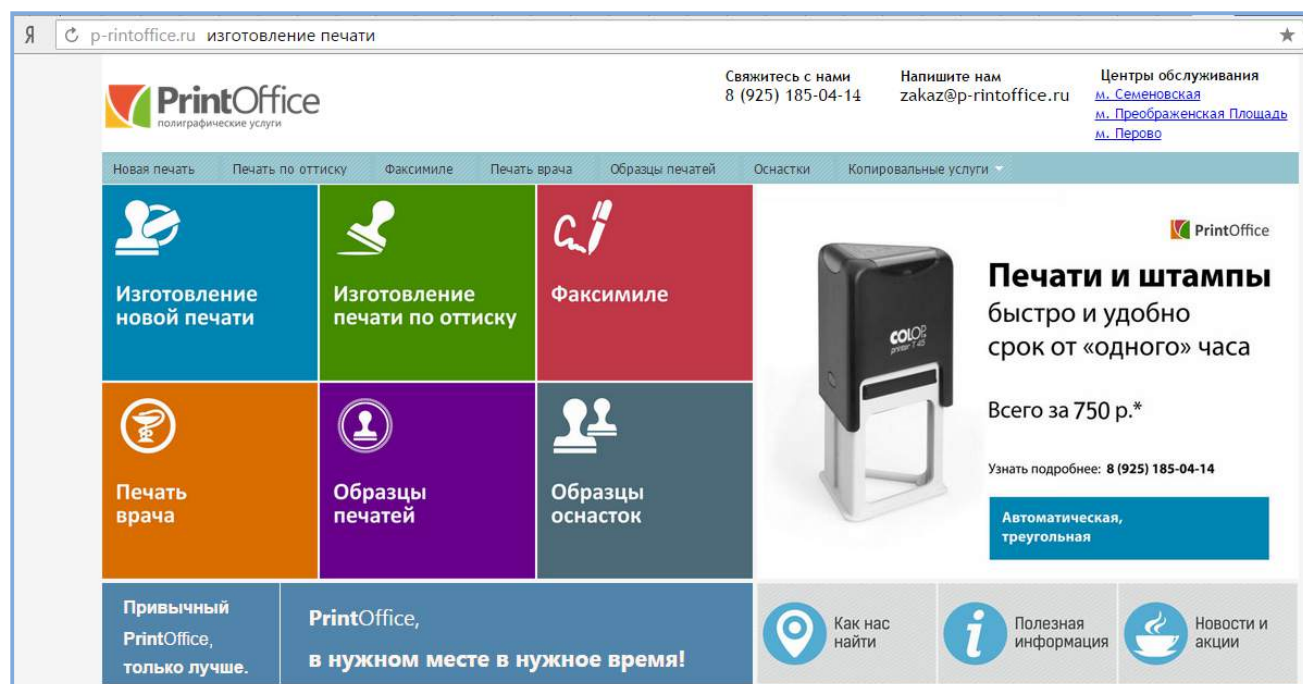 Я p-rintoffice.ru изготовление печати
PrintOffice
полиграфические услуги
Свяжитесь с нами
8 (925) 185-04-14
Напишите нам
zakaz@p-rintoffice.ru
Центры обслуживания
м. Семеновская
м. Преображенская Площадь
м. Перово
Новая печать Печать по оттиску Факсимиле Печать врача Образцы печатей Оснастки Копировальные услуги
Изготовление
новой печати
Изготовление
печати по оттиску
Факсимиле
Печать
врача
Образцы
печатей
Образцы
оснасток
PrintOffice
Печати и штампы
быстро и удобно
срок от «одного» часа
Всего за 750 р.*
Узнать подробнее: 8 (925) 185-04-14
Автоматическая,
треугольная
COLOP
printer T 45
Привычный
PrintOffice,
только лучше.
PrintOffice,
в нужном месте в нужное время!
Как нас
найти
Полезная
информация
Новости и
акции